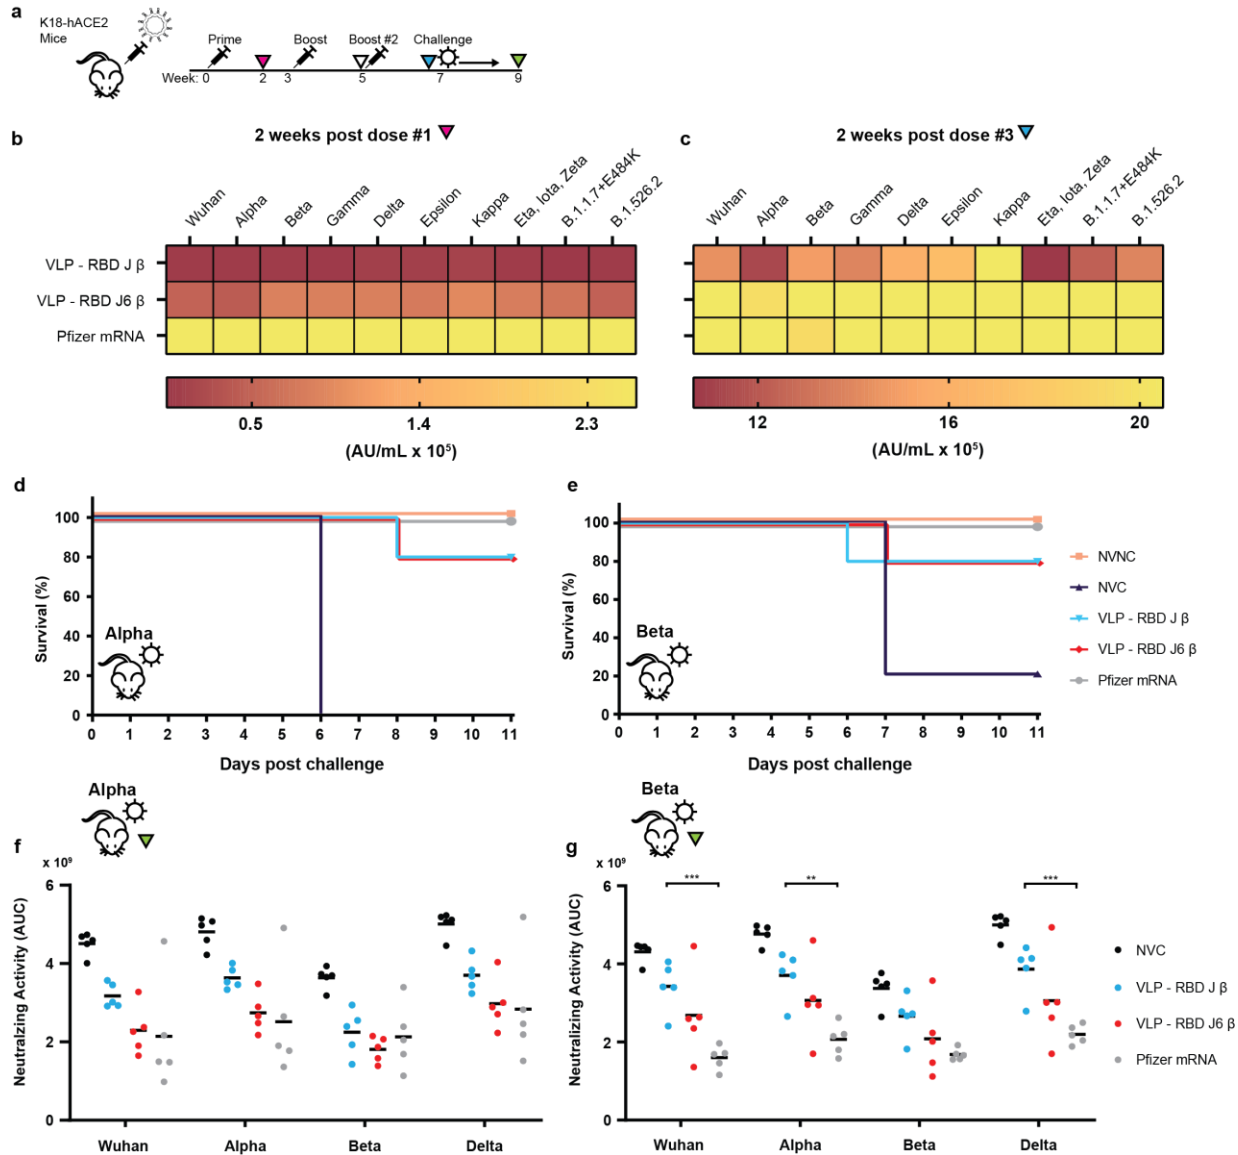 a
K18-hACE2
Mice
Prime
Boost
Boost #2
Challenge
Week: 0 2 3 5 7 9
b
2 weeks post dose #1
Wuhan Alpha Beta Gamma Delta Epsilon Kappa Eta, Iota, Zeta B.1.1.7+E484K B.1.526.2
VLP - RBD J β
VLP - RBD J6 β
Pfizer mRNA
0.5 1.4 2.3
(AU/mL x 10⁵)
c
2 weeks post dose #3
Wuhan Alpha Beta Gamma Delta Epsilon Kappa Eta, Iota, Zeta B.1.1.7+E484K B.1.526.2
12 16 20
(AU/mL x 10⁵)
d
Survival (%)
100
80
60
40
20
0
Alpha
0 1 2 3 4 5 6 7 8 9 10 11
Days post challenge
e
Survival (%)
100
80
60
40
20
0
Beta
0 1 2 3 4 5 6 7 8 9 10 11
Days post challenge
NVNC
NVC
VLP - RBD J β
VLP - RBD J6 β
Pfizer mRNA
Alpha
f
x 10⁹
Neutralizing Activity (AUC)
6
4
2
0
Wuhan Alpha Beta Delta
Beta
g
x 10⁹
Neutralizing Activity (AUC)
6
4
2
0
*** ** ***
Wuhan Alpha Beta Delta
NVC
VLP - RBD J β
VLP - RBD J6 β
Pfizer mRNA